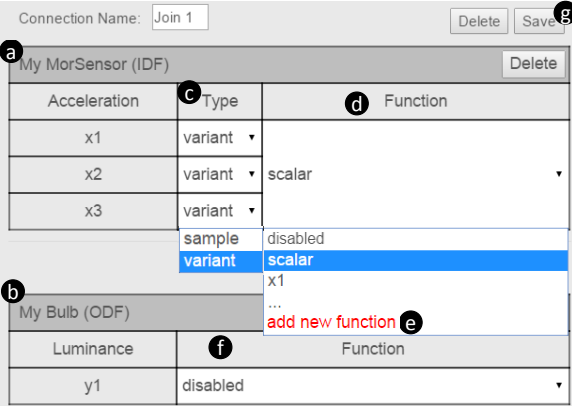 Connection Name: Join 1 Delete Save g
a
My MorSensor (IDF) Delete
Acceleration c Type d Function
x1 variant
x2 variant scalar
x3 variant
sample disabled
variant scalar
x1
...
add new function e
b
My Bulb (ODF)
Luminance f Function
y1 disabled